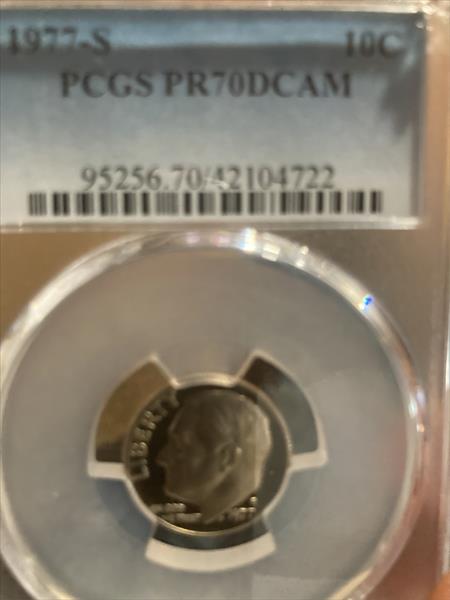 1977-S 10C
PCGS PR70DCAM
95256.70/42104722
LIBERTY